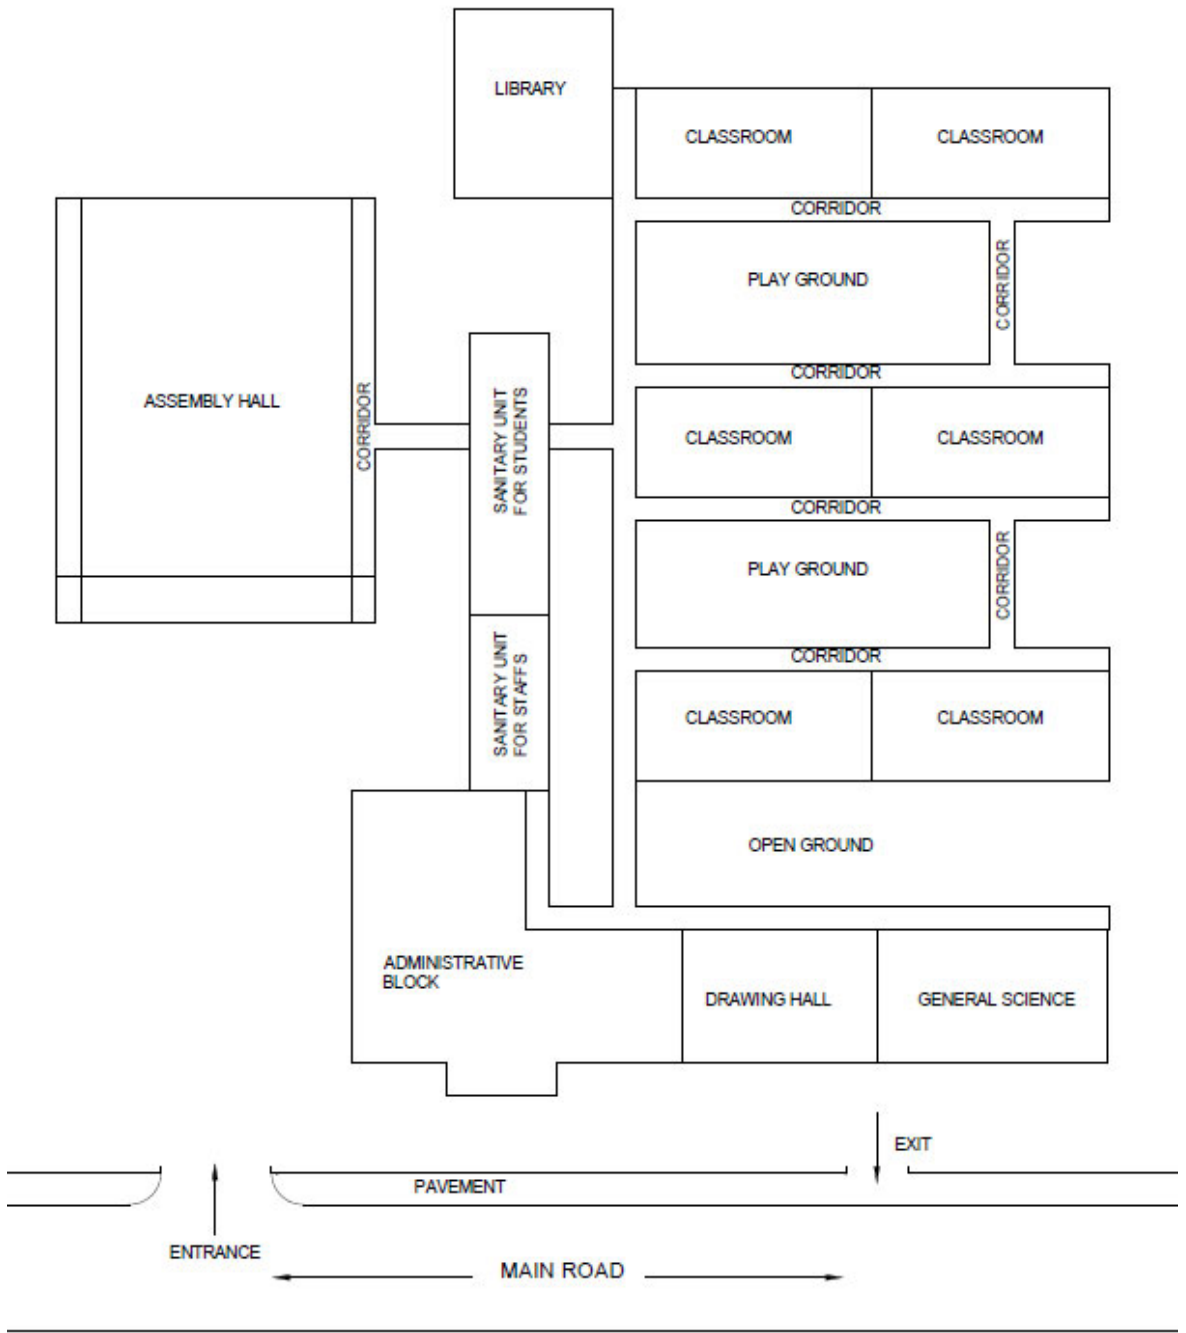 LIBRARY
CLASSROOM
CLASSROOM
CORRIDOR
PLAY GROUND
CORRIDOR
CORRIDOR
ASSEMBLY HALL
CORRIDOR
SANITARY UNIT
FOR STUDENTS
CLASSROOM
CLASSROOM
CORRIDOR
PLAY GROUND
CORRIDOR
CORRIDOR
SANITARY UNIT
FOR STAFFS
CLASSROOM
CLASSROOM
OPEN GROUND
ADMINISTRATIVE
BLOCK
DRAWING HALL
GENERAL SCIENCE
EXIT
PAVEMENT
ENTRANCE
MAIN ROAD